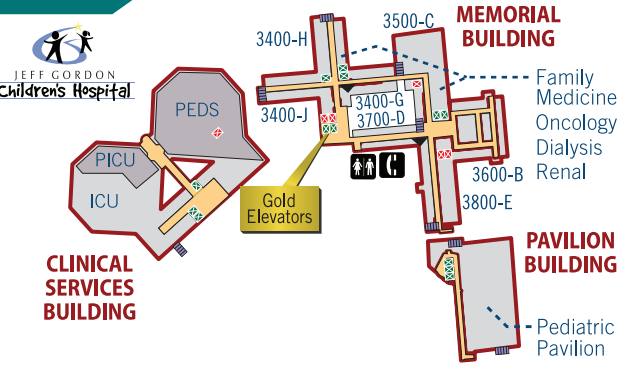 JEFF GORDON
Children's Hospital
PEDS
PICU
ICU
CLINICAL
SERVICES
BUILDING
MEMORIAL
BUILDING
3500-C
3400-H
3400-J
3400-G
3700-D
Gold
Elevators
3600-B
3800-E
Family
Medicine
Oncology
Dialysis
Renal
PAVILION
BUILDING
Pediatric
Pavilion